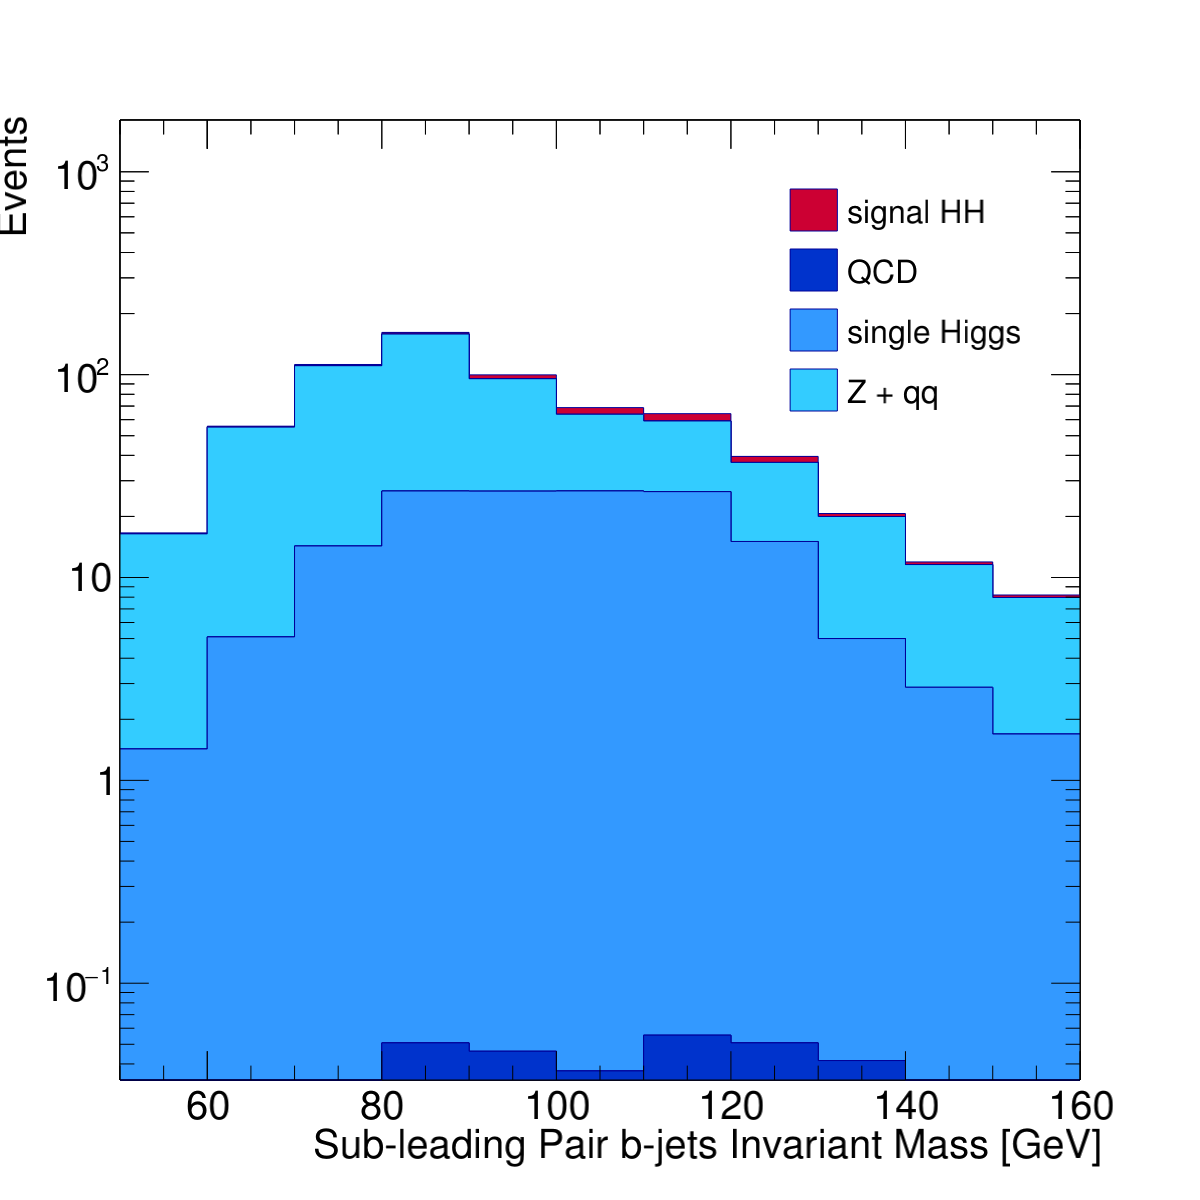 Events
10³
10²
10
1
10⁻¹
signal HH
QCD
single Higgs
Z + qq
60 80 100 120 140 160
Sub-leading Pair b-jets Invariant Mass [GeV]